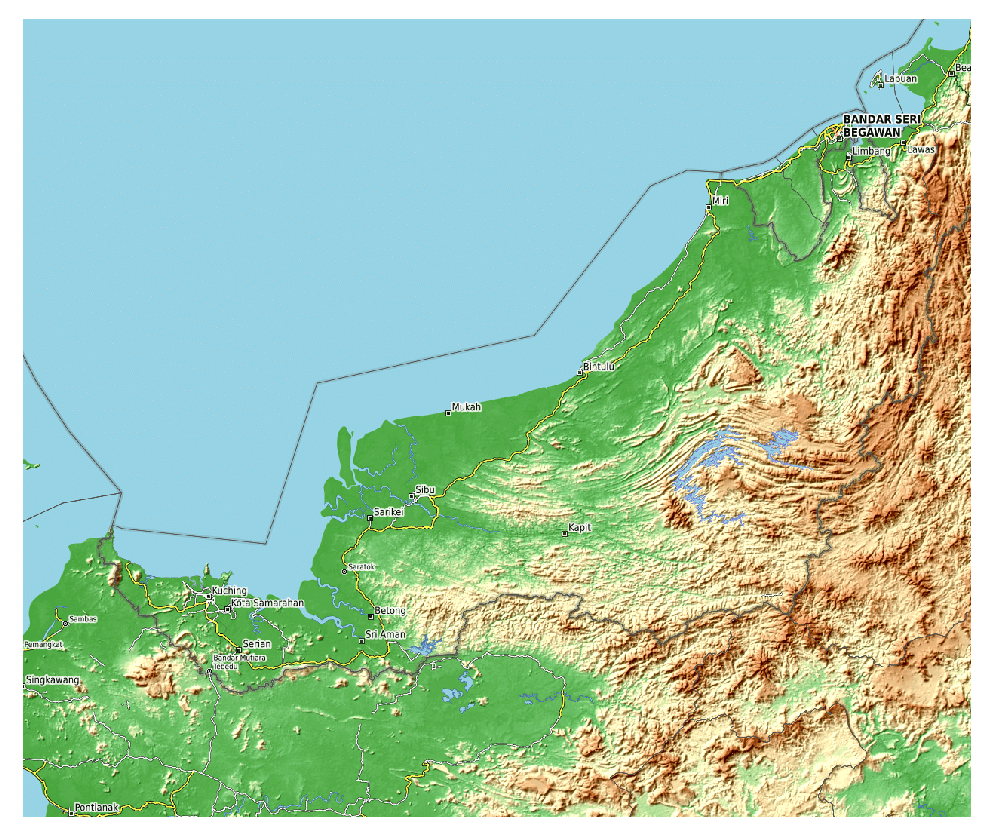 Labuan
Bea
BANDAR SERI
BEGAWAN
Limbang
Lawas
Miri
Bintulu
Mukah
Sibu
Sarikei
Kapit
Saratok
Kuching
Kota Samarahan
Betong
Sambas
Sri Aman
Pemangkat
Serian
Bandar Mutiara
Tebedu
Singkawang
Pontianak